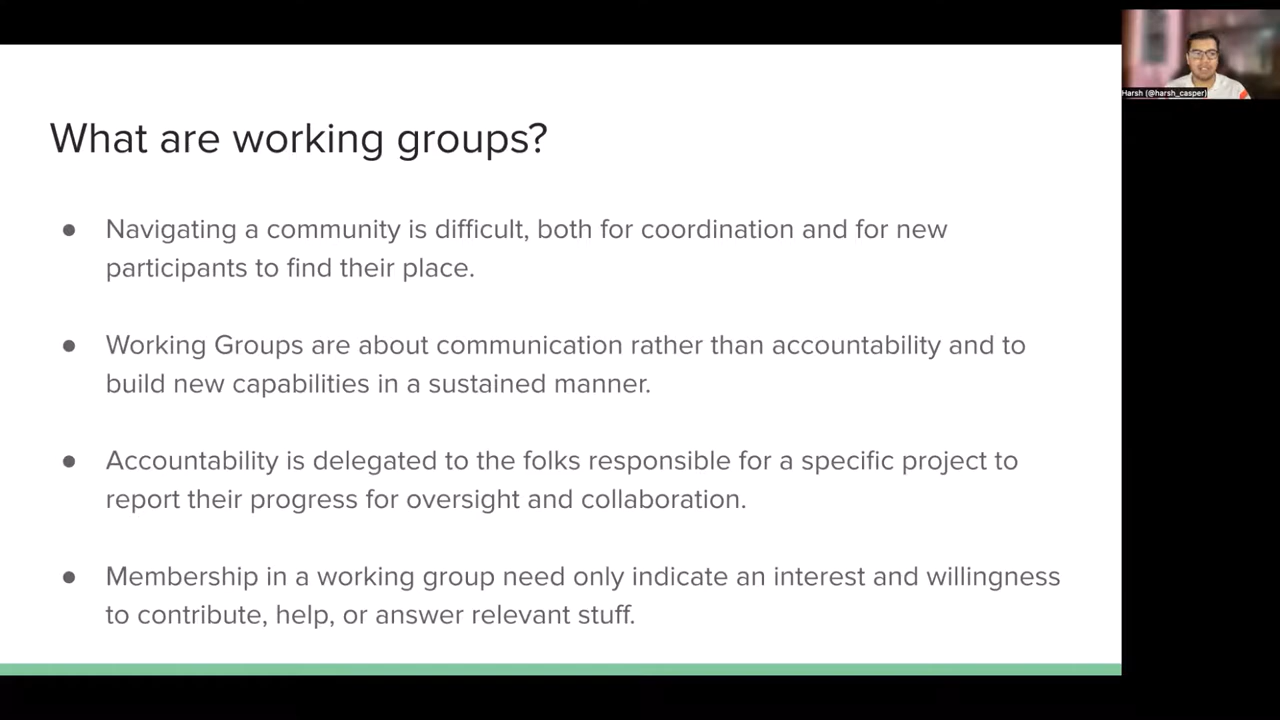 What are working groups?
● Navigating a community is difficult, both for coordination and for new
participants to find their place.
● Working Groups are about communication rather than accountability and to
build new capabilities in a sustained manner.
● Accountability is delegated to the folks responsible for a specific project to
report their progress for oversight and collaboration.
● Membership in a working group need only indicate an interest and willingness
to contribute, help, or answer relevant stuff.
Harsh (@harsh_casper)